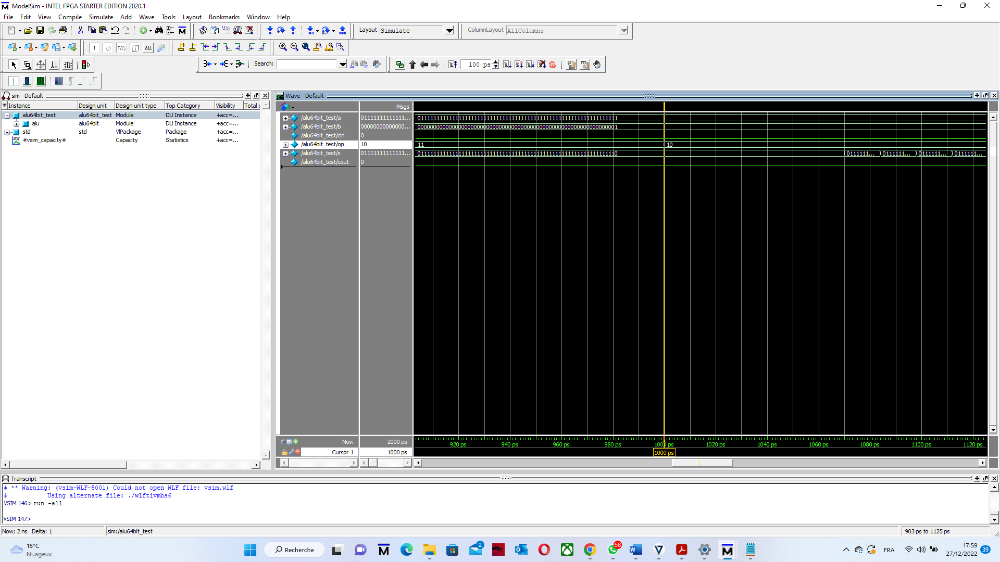 ModelSim - INTEL FPGA STARTER EDITION 2020.1
File Edit View Compile Simulate Add Wave Tools Layout Bookmarks Window Help
Layout Simulate
ColumnLayout AllColumns
Search:
100 ps
sim - Default
Instance Design unit Design unit type Top Category Visibility Total c
alu64bit_test alu64bit_test Module DU Instance +acc=...
alu alu64bit Module DU Instance +acc=...
std std VlPackage Package +acc=...
#vsim_capacity# Capacity Statistics +acc=...
Wave - Default
Msgs
/alu64bit_test/a 01111111111111...
/alu64bit_test/b 00000000000000...
/alu64bit_test/cin 0
/alu64bit_test/op 10 11 10
/alu64bit_test/s 01111111111111... 0111111... 0111111... 0111111... 0111111...
/alu64bit_test/cout 0
Now 2000 ps
920 ps 940 ps 960 ps 980 ps 1000 ps 1020 ps 1040 ps 1060 ps 1080 ps 1100 ps 1120 ps
Cursor 1 1000 ps 1000 ps
Transcript
# ** Warning: (vsim-WLF-5001) Could not open WLF file: vsim.wlf
# Using alternate file: ./wlftivmbs6
VSIM 146> run -all
VSIM 147>
Now: 2 ns Delta: 1 sim:/alu64bit_test 903 ps to 1125 ps
16°C
Nuageux
Recherche
2
58
FRA
17:59
27/12/2022
39